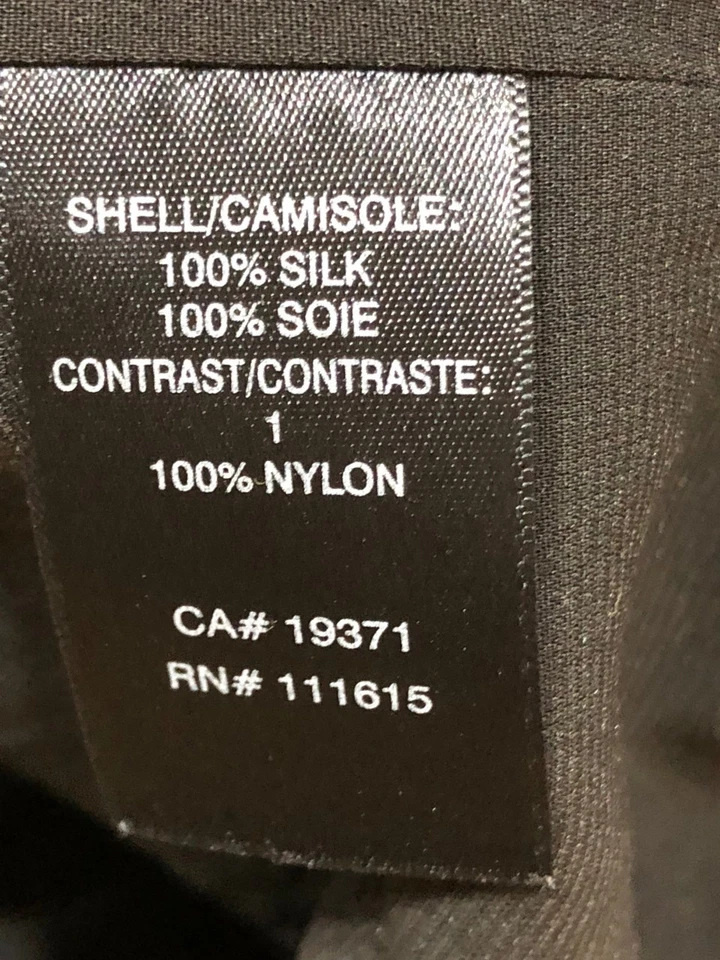 SHELL/CAMISOLE:
100% SILK
100% SOIE
CONTRAST/CONTRASTE:
1
100% NYLON
CA# 19371
RN# 111615